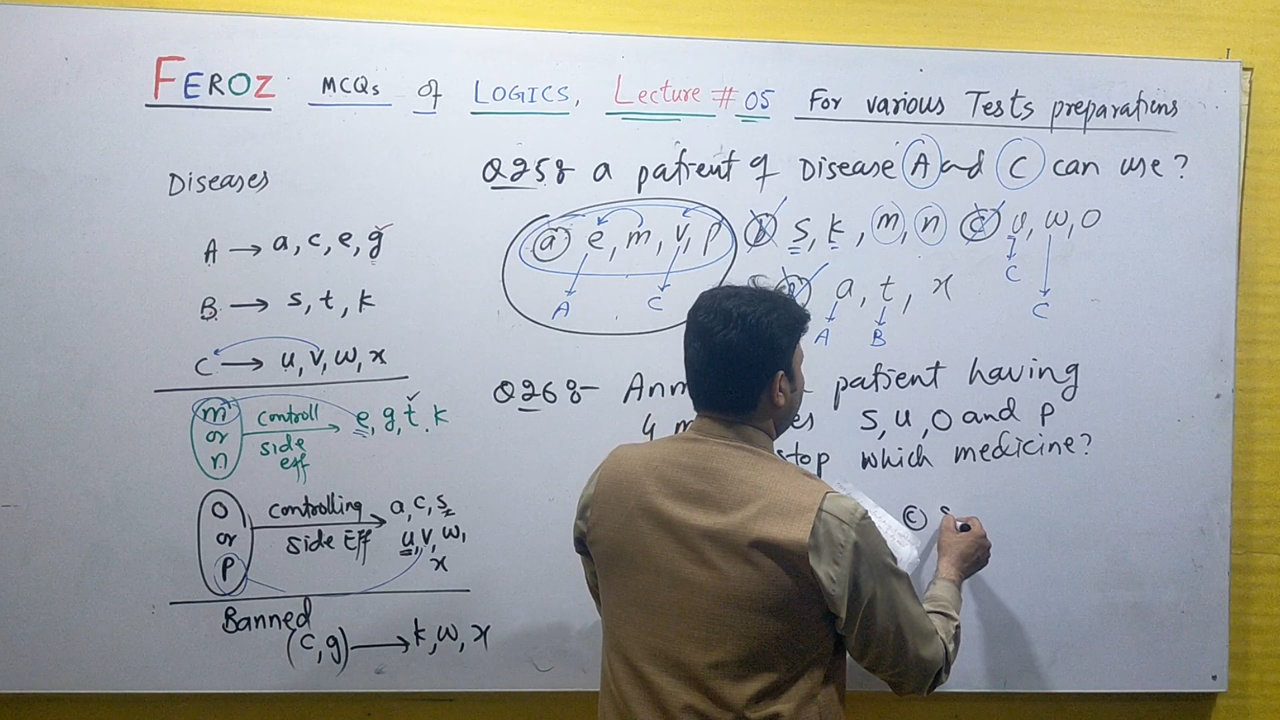 FEROZ MCQs of LOGICS, Lecture # 05 For various Tests preparations
Diseases
A → a, c, e, g
B → s, t, k
C → u, v, w, x
m
or
n
controll
side
eff
e, g, t, k
O
or
P
controlling
side Eff
a, c, s,
u, v, w,
x
Banned
(c, g) → k, w, x
Q25:- a patient of Disease A and C can use?
a, e, m, v, p
A C
s, k, m, n
v, w, O
C C
a, t, x
A B
Q26:- patient having
4 s, u, O and P
stop which medicine?
C